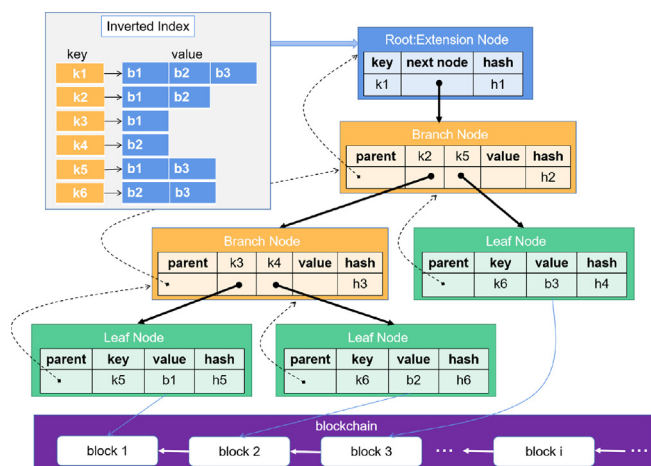 Inverted Index
key value
k1 b1 b2 b3
k2 b1 b2
k3 b1
k4 b2
k5 b1 b3
k6 b2 b3
Root:Extension Node
key next node hash
k1 h1
Branch Node
parent k2 k5 value hash
h2
Branch Node
parent k3 k4 value hash
h3
Leaf Node
parent key value hash
k6 b3 h4
Leaf Node
parent key value hash
k5 b1 h5
Leaf Node
parent key value hash
k6 b2 h6
blockchain
block 1 block 2 block 3 ... block i ...